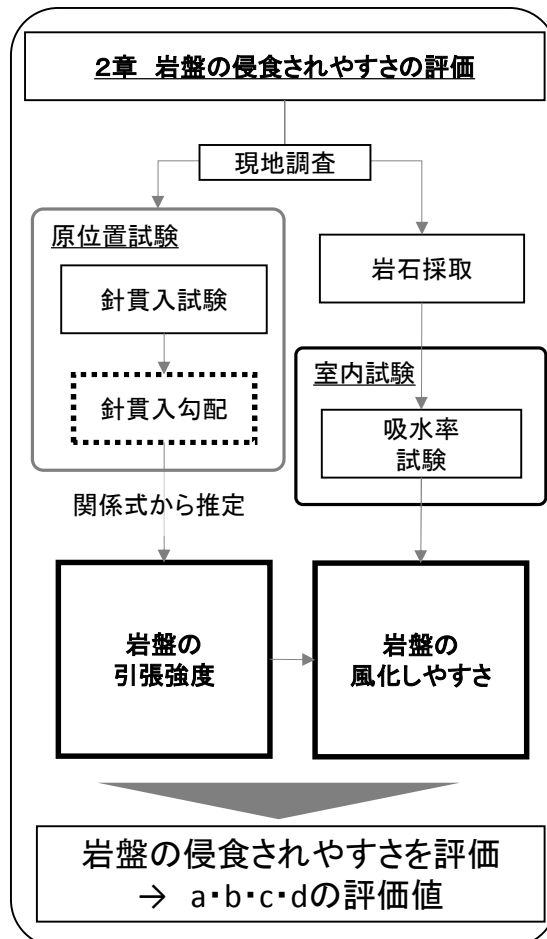 2章 岩盤の侵食されやすさの評価
現地調査
原位置試験
針貫入試験
針貫入勾配
関係式から推定
岩石採取
室内試験
吸水率
試験
岩盤の
引張強度
岩盤の
風化しやすさ
岩盤の侵食されやすさを評価
→ a・b・c・dの評価値